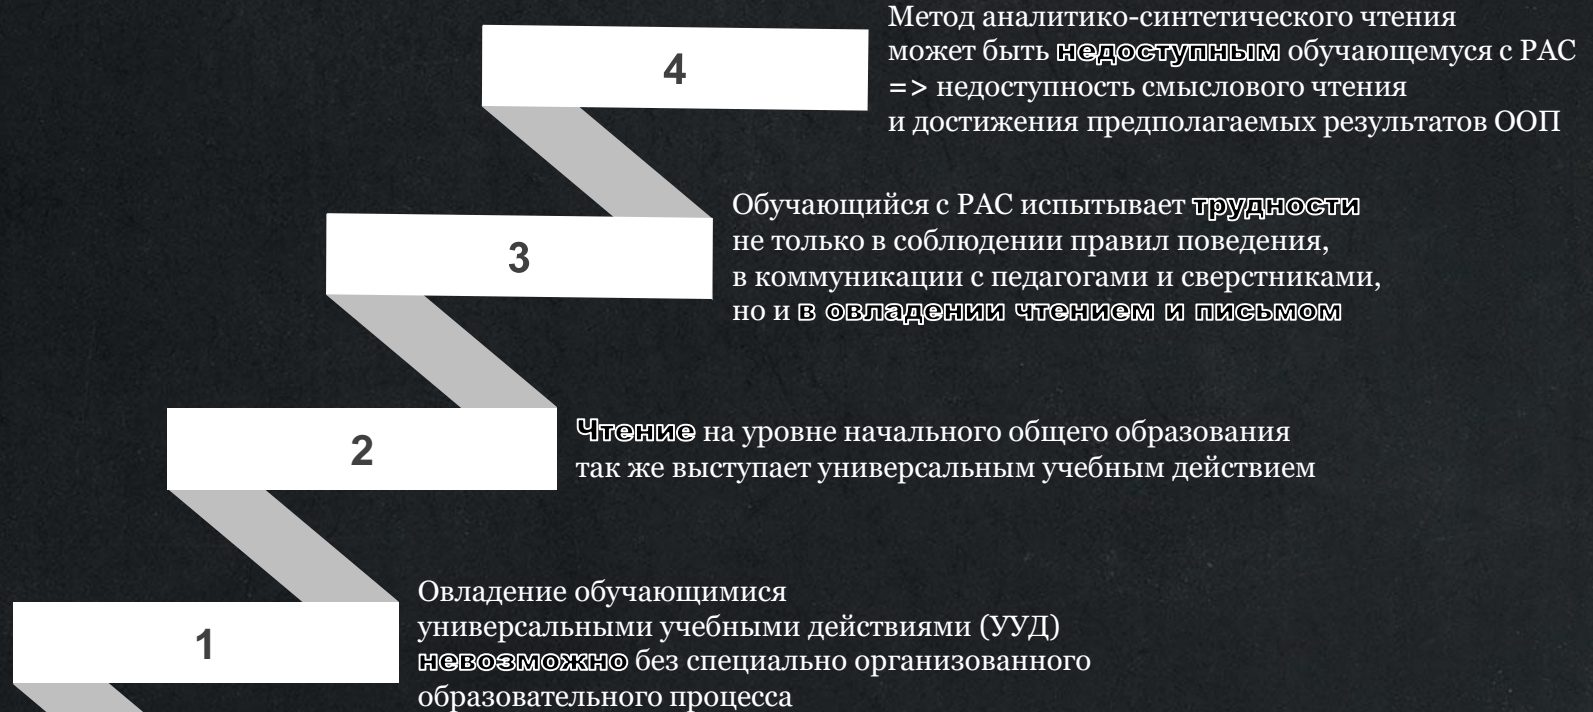 4
Метод аналитико-синтетического чтения
может быть недоступным обучающемуся с РАС
=> недоступность смыслового чтения
и достижения предполагаемых результатов ООП
3
Обучающийся с РАС испытывает трудности
не только в соблюдении правил поведения,
в коммуникации с педагогами и сверстниками,
но и в овладении чтением и письмом
2
Чтение на уровне начального общего образования
так же выступает универсальным учебным действием
1
Овладение обучающимися
универсальными учебными действиями (УУД)
невозможно без специально организованного
образовательного процесса